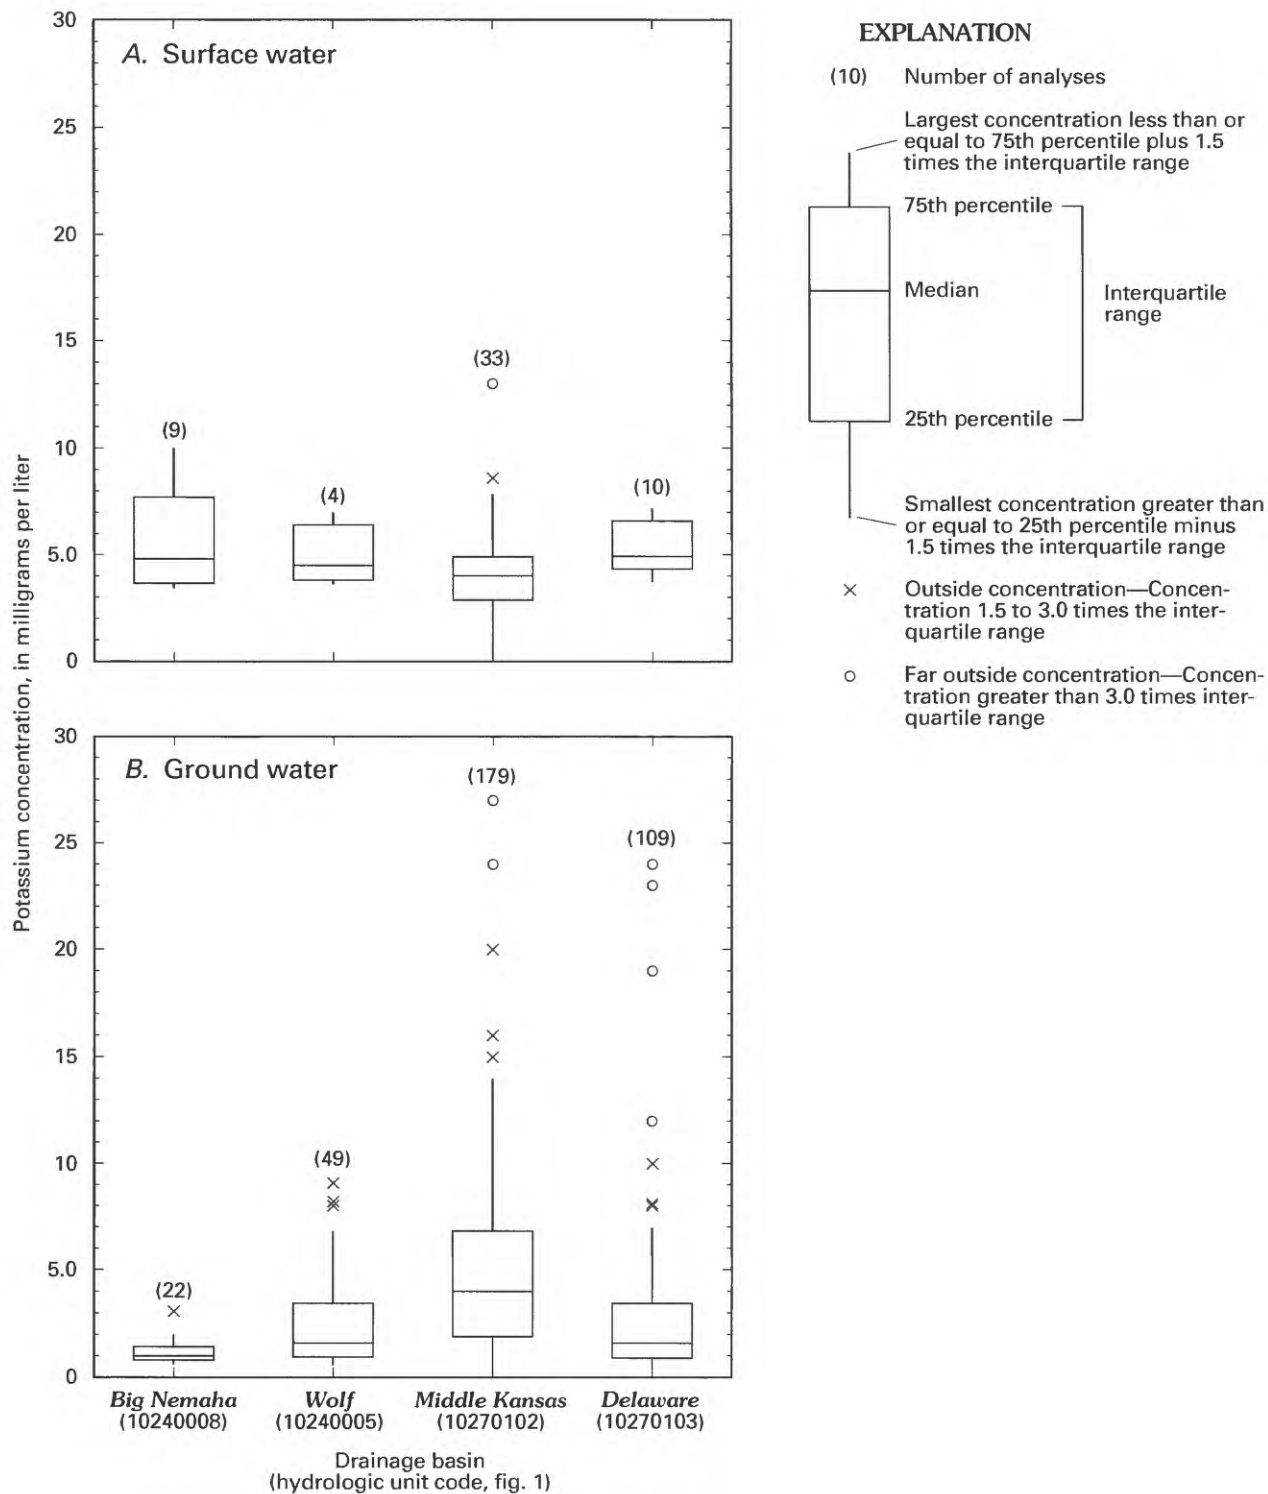 Potassium concentration, in milligrams per liter
A. Surface water
30
25
20
15
10
5.0
0
(9)
(4)
(33)
(10)
B. Ground water
30
25
20
15
10
5.0
0
(22)
(49)
(179)
(109)
Big Nemaha
(10240008)
Wolf
(10240005)
Middle Kansas
(10270102)
Delaware
(10270103)
Drainage basin
(hydrologic unit code, fig. 1)
EXPLANATION
(10) Number of analyses
Largest concentration less than or
equal to 75th percentile plus 1.5
times the interquartile range
75th percentile
Median
Interquartile
range
25th percentile
Smallest concentration greater than
or equal to 25th percentile minus
1.5 times the interquartile range
× Outside concentration—Concen-
tration 1.5 to 3.0 times the inter-
quartile range
○ Far outside concentration—Concen-
tration greater than 3.0 times inter-
quartile range